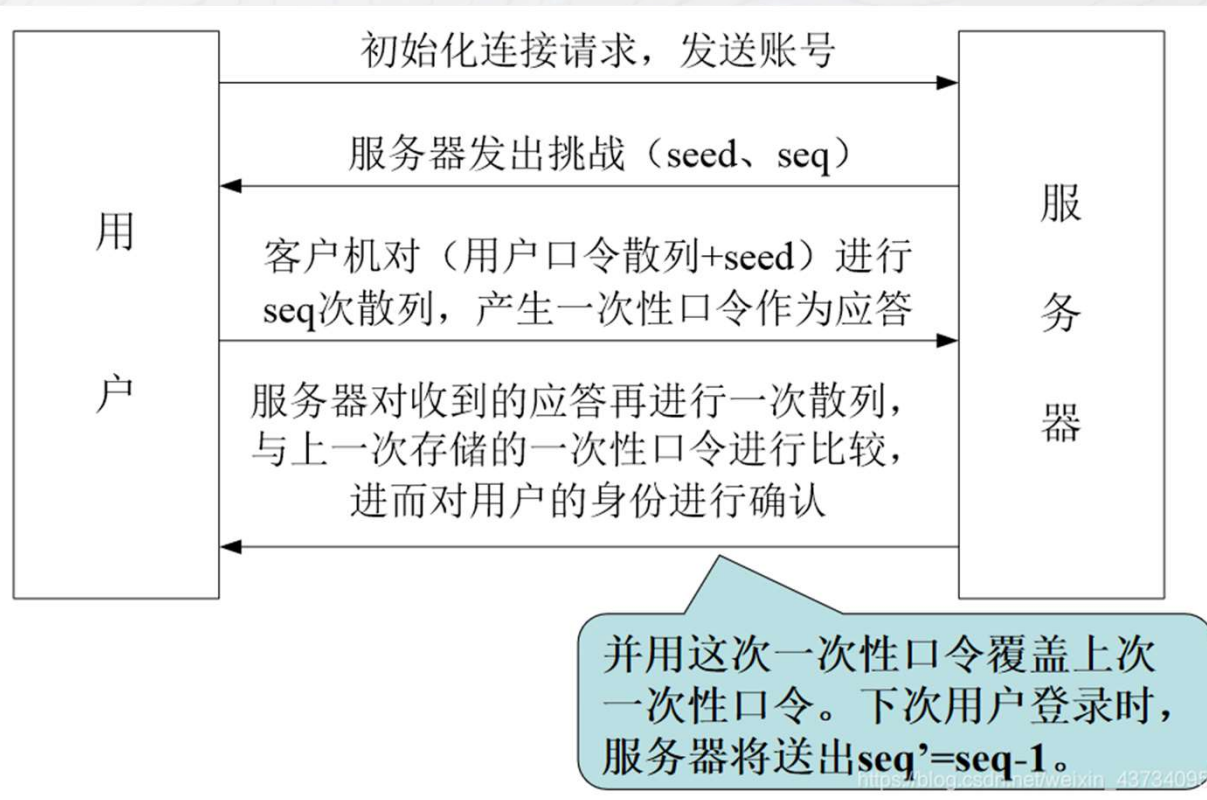 初始化连接请求，发送账号
服务器发出挑战（seed、seq）
用户
服务器
客户机对（用户口令散列+seed）进行
seq次散列，产生一次性口令作为应答
服务器对收到的应答再进行一次散列，
与上一次存储的一次性口令进行比较，
进而对用户的身份进行确认
并用这次一次性口令覆盖上次
一次性口令。下次用户登录时，
服务器将送出seq’=seq-1。
https://blog.csdn.net/weixin_43734095